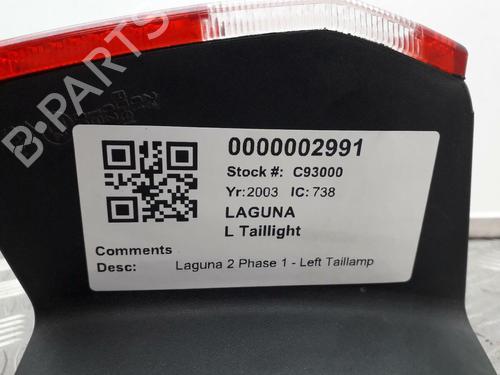 0000002991
Stock #: C93000
Yr:2003 IC:738
LAGUNA
L Taillight
Comments
Desc: Laguna 2 Phase 1 - Left Taillamp
B-PARTS